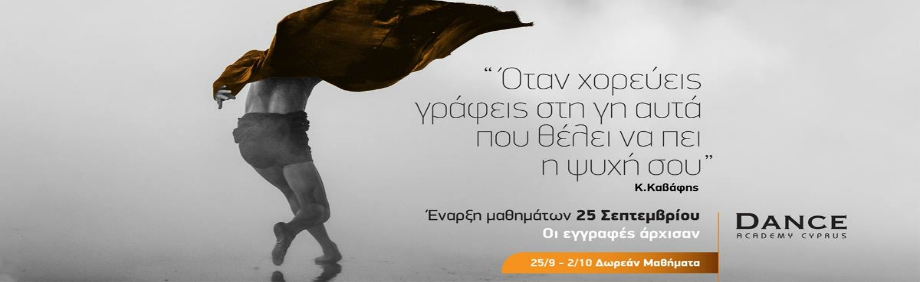 “Όταν χορεύεις
γράφεις στη γη αυτά
που θέλει να πει
η ψυχή σου”
Κ.Καβάφης
Έναρξη μαθημάτων 25 Σεπτεμβρίου
Οι εγγραφές άρχισαν
25/9 - 2/10 Δωρεάν Μαθήματα
DANCE
ACADEMY CYPRUS